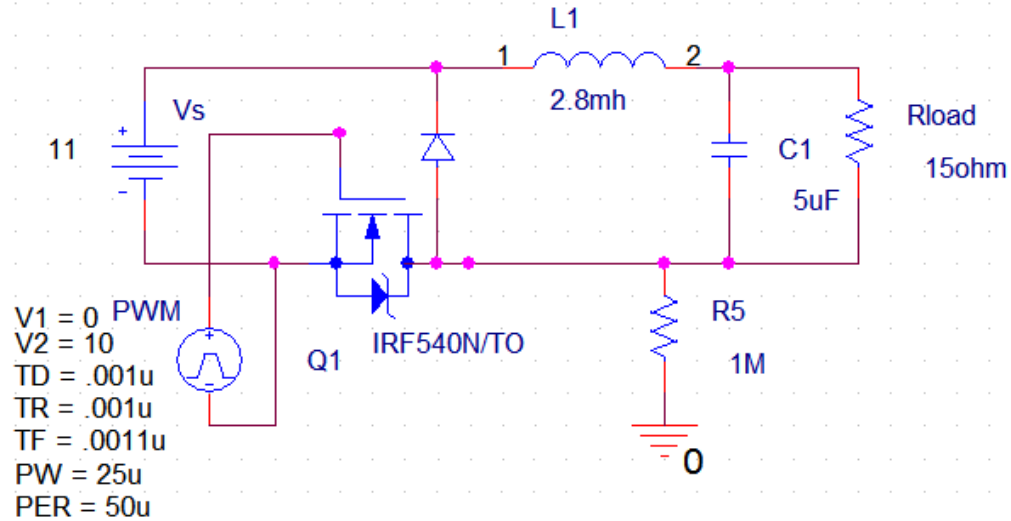 L1
1
2
2.8mh
Vs
+
11
-
C1
5uF
Rload
15ohm
V1 = 0
PWM
V2 = 10
TD = .001u
TR = .001u
TF = .0011u
PW = 25u
PER = 50u
+
-
Q1
IRF540N/TO
R5
1M
0